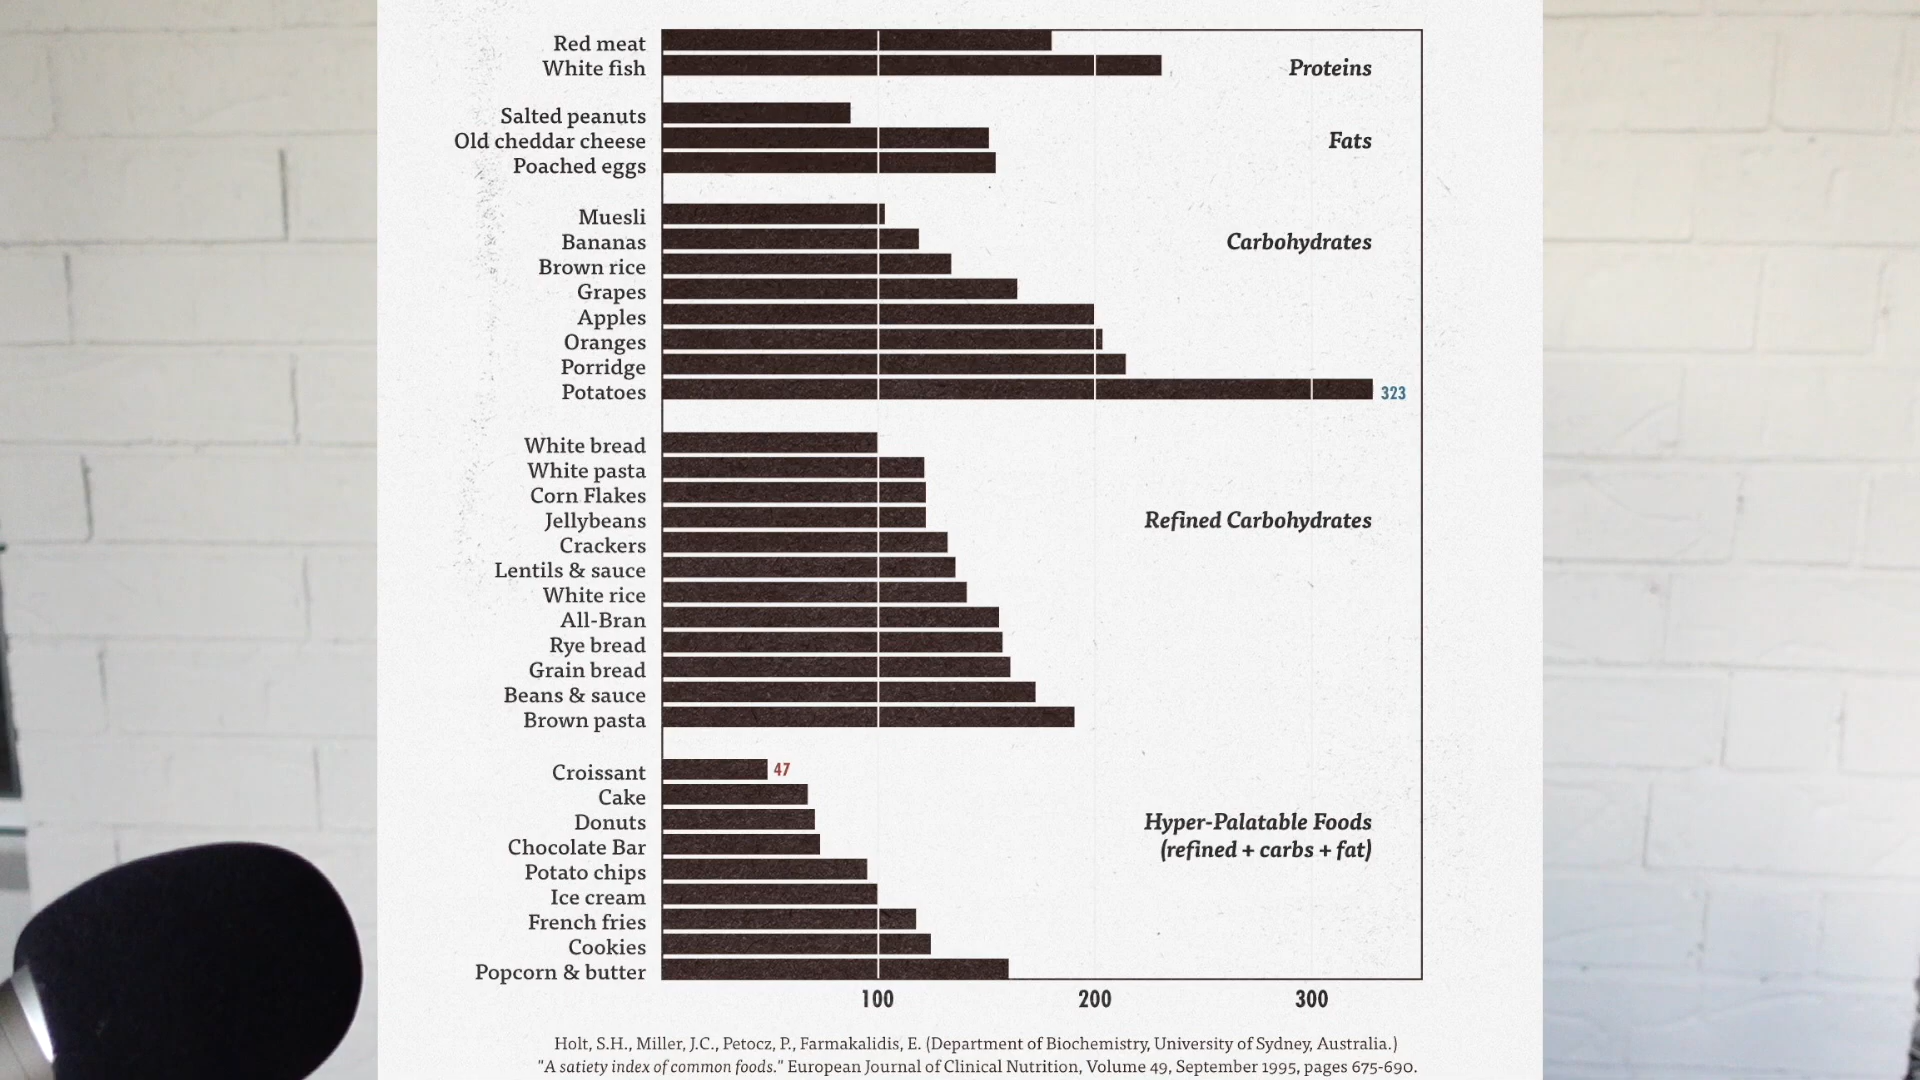 Red meat
White fish
Proteins
Salted peanuts
Old cheddar cheese
Fats
Poached eggs
Muesli
Bananas
Carbohydrates
Brown rice
Grapes
Apples
Oranges
Porridge
Potatoes 323
White bread
White pasta
Corn Flakes
Jellybeans
Refined Carbohydrates
Crackers
Lentils & sauce
White rice
All-Bran
Rye bread
Grain bread
Beans & sauce
Brown pasta
Croissant 47
Cake
Donuts
Hyper-Palatable Foods
(refined + carbs + fat)
Chocolate Bar
Potato chips
Ice cream
French fries
Cookies
Popcorn & butter
100 200 300
Holt, S.H., Miller, J.C., Petocz, P., Farmakalidis, E. (Department of Biochemistry, University of Sydney, Australia.)
"A satiety index of common foods." European Journal of Clinical Nutrition, Volume 49, September 1995, pages 675-690.